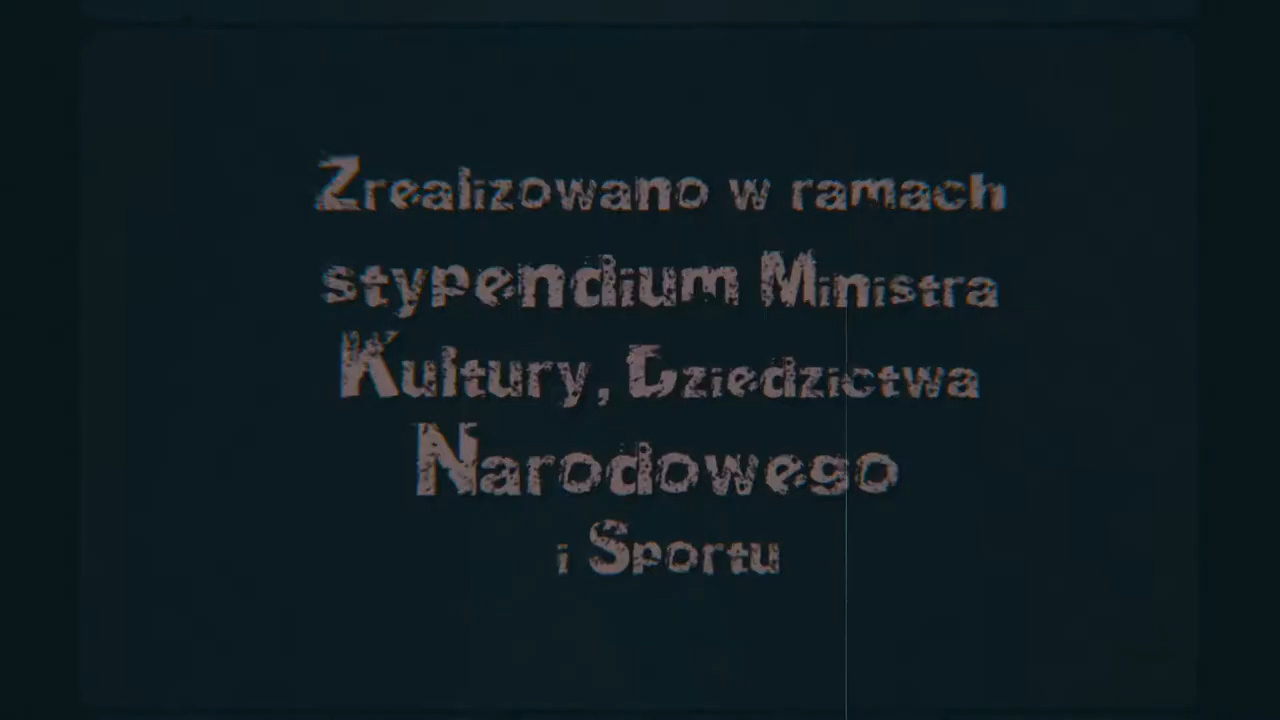 Zrealizowano w ramach
stypendium Ministra
Kultury, Dziedzictwa
Narodowego
i Sportu